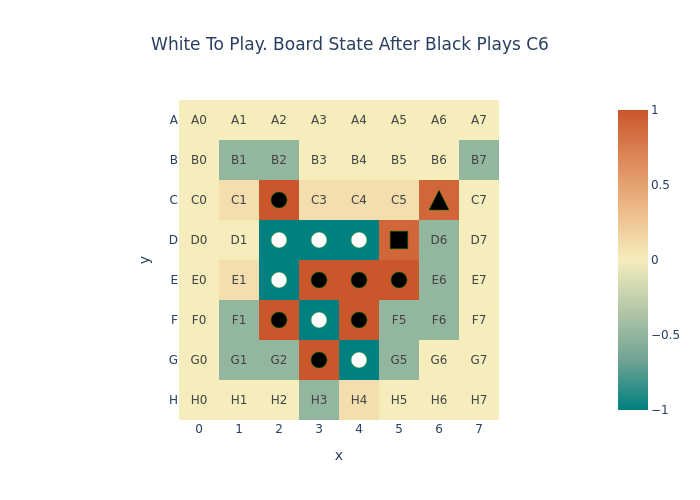 White To Play. Board State After Black Plays C6
A A0 A1 A2 A3 A4 A5 A6 A7
B B0 B1 B2 B3 B4 B5 B6 B7
C C0 C1 C3 C4 C5 C7
D D0 D1 D6 D7
E E0 E1 E6 E7
F F0 F1 F5 F6 F7
G G0 G1 G2 G5 G6 G7
H H0 H1 H2 H3 H4 H5 H6 H7
0 1 2 3 4 5 6 7
x
y
1
0.5
0
−0.5
−1